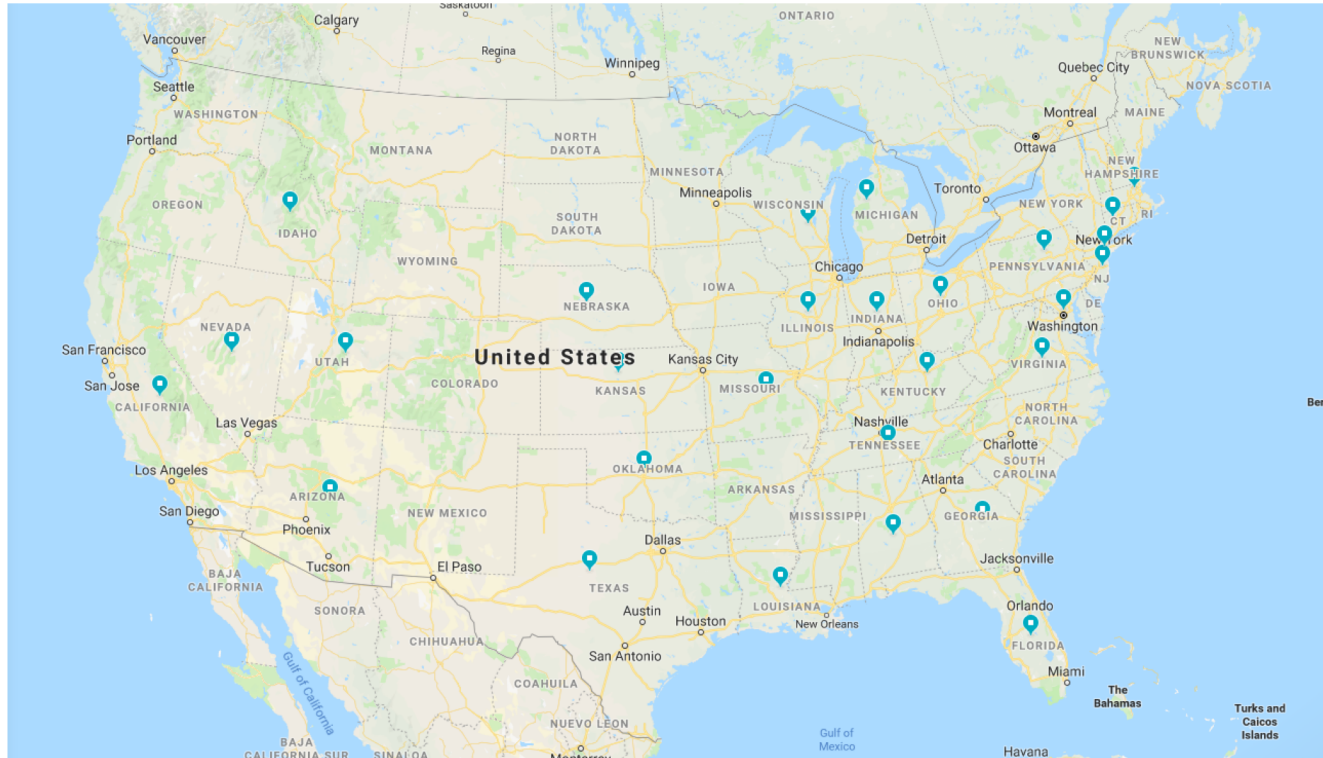 Saskatoon
Calgary
ONTARIO
Vancouver
Regina
Winnipeg
NEW
BRUNSWICK
Quebec City
Seattle
NOVA SCOTIA
WASHINGTON
Montreal
MAINE
Portland
NORTH
DAKOTA
MONTANA
Ottawa
MINNESOTA
NEW
HAMPSHIRE
Minneapolis
Toronto
OREGON
WISCONSIN
NEW YORK
MICHIGAN
RI
SOUTH
DAKOTA
CT
IDAHO
Detroit
New York
WYOMING
Chicago
PENNSYLVANIA
NJ
IOWA
NEBRASKA
OHIO
DE
INDIANA
NEVADA
ILLINOIS
Washington
Indianapolis
San Francisco
United States
Kansas City
UTAH
VIRGINIA
San Jose
COLORADO
KANSAS
MISSOURI
KENTUCKY
Ber
CALIFORNIA
NORTH
CAROLINA
Las Vegas
Nashville
TENNESSEE
Charlotte
Los Angeles
OKLAHOMA
SOUTH
CAROLINA
Atlanta
ARKANSAS
ARIZONA
San Diego
NEW MEXICO
MISSISSIPPI
GEORGIA
Phoenix
Dallas
Jacksonville
Tucson
El Paso
BAJA
CALIFORNIA
TEXAS
SONORA
Austin
LOUISIANA
Orlando
Houston
New Orleans
CHIHUAHUA
FLORIDA
San Antonio
Miami
Gulf of California
COAHUILA
The
Bahamas
Turks and
Caicos
Islands
NUEVO LEON
Gulf of
Mexico
BAJA
CALIFORNIA SUR
SINALOA
Monterrey
Havana